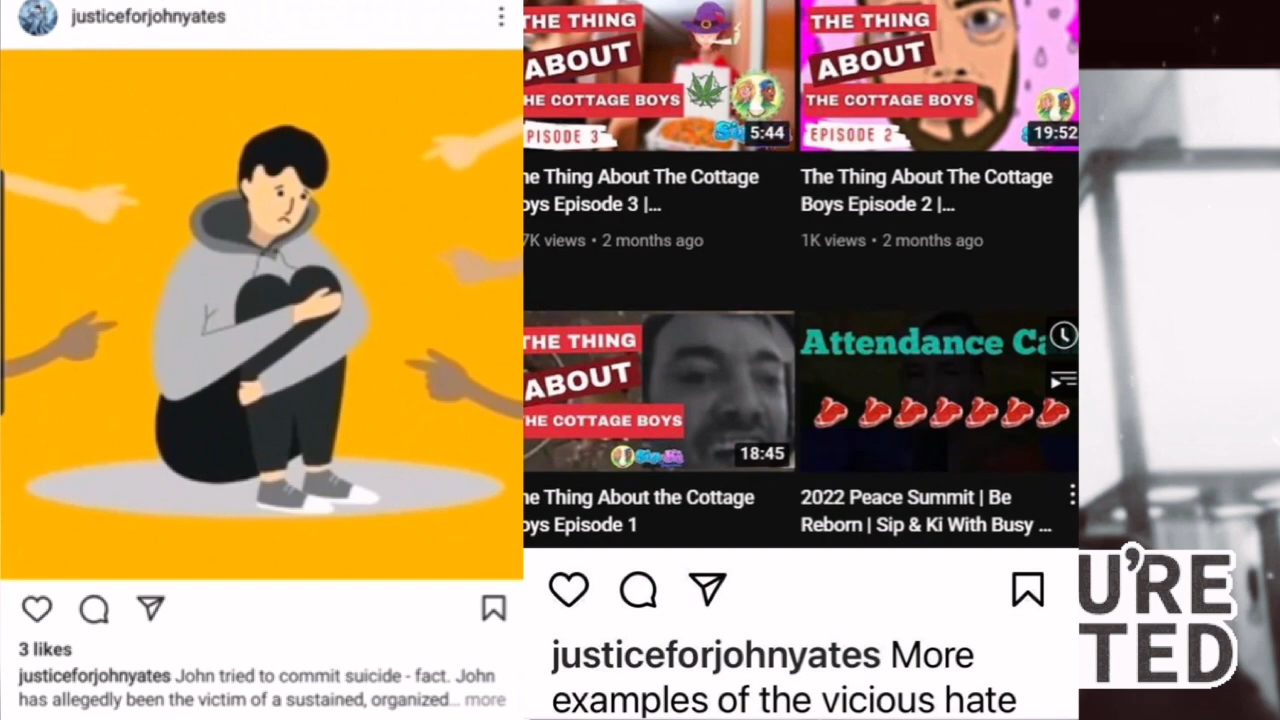 justiceforjohnyates
3 likes
justiceforjohnyates John tried to commit suicide - fact. John
has allegedly been the victim of a sustained, organized... more
THE THING
ABOUT
HE COTTAGE BOYS
PISODE 3
5:44
he Thing About The Cottage
oys Episode 3 |...
7K views • 2 months ago
THE THING
ABOUT
THE COTTAGE BOYS
EPISODE 2
19:52
The Thing About The Cottage
Boys Episode 2 |...
1K views • 2 months ago
THE THING
ABOUT
THE COTTAGE BOYS
18:45
he Thing About the Cottage
oys Episode 1
Attendance Ca
2022 Peace Summit | Be
Reborn | Sip & Ki With Busy ...
justiceforjohnyates More
examples of the vicious hate
U'RE
TED